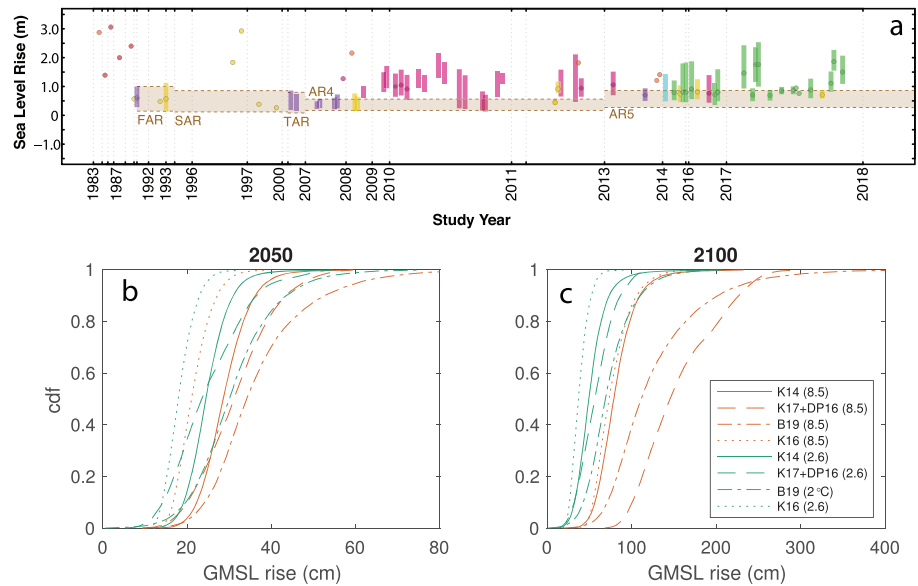 a
Sea Level Rise (m)
3.0
2.0
1.0
0
−1.0
FAR
SAR
TAR
AR4
AR5
1983
1987
1992
1993
1996
1997
2000
2007
2008
2009
2010
2011
2013
2014
2016
2017
2018
Study Year
2050
b
cdf
1
0.8
0.6
0.4
0.2
0
0
20
40
60
80
GMSL rise (cm)
2100
c
1
0.8
0.6
0.4
0.2
0
0
100
200
300
400
GMSL rise (cm)
K14 (8.5)
K17+DP16 (8.5)
B19 (8.5)
K16 (8.5)
K14 (2.6)
K17+DP16 (2.6)
B19 (2°C)
K16 (2.6)